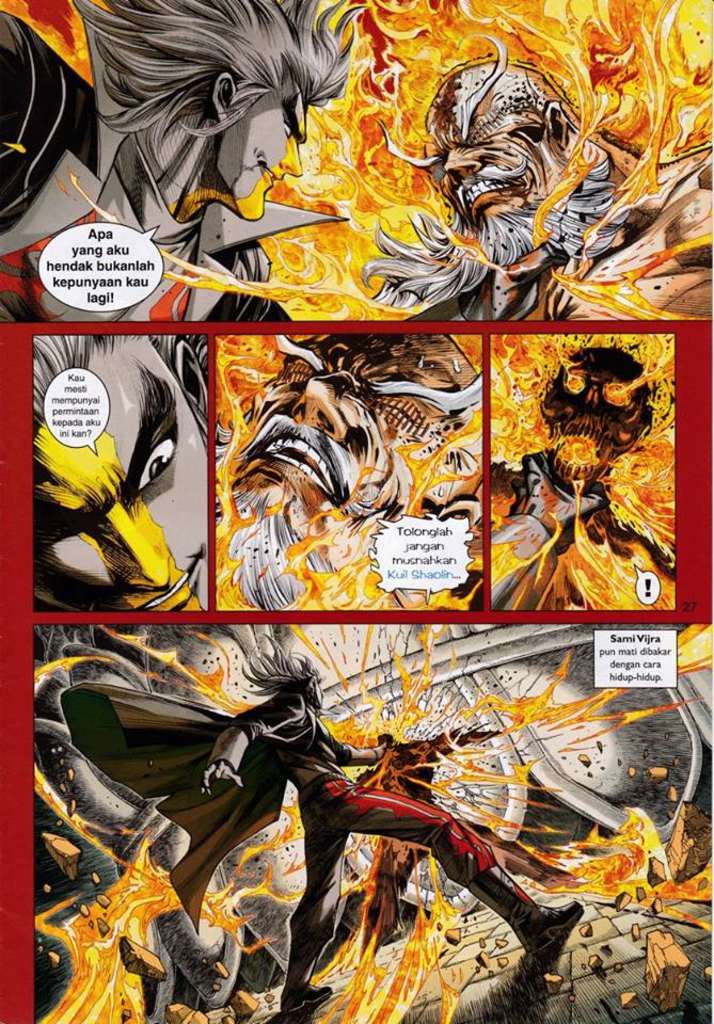 Apa
yang aku
hendak bukanlah
kepunyaan kau
lagi!
Kau
mesti
mempunyai
permintaan
kepada aku
ini kan?
Tolonglah
jangan
musnahkan
Kuil Shaolin...
!
27
Sami Vijra
pun mati dibakar
dengan cara
hidup-hidup.